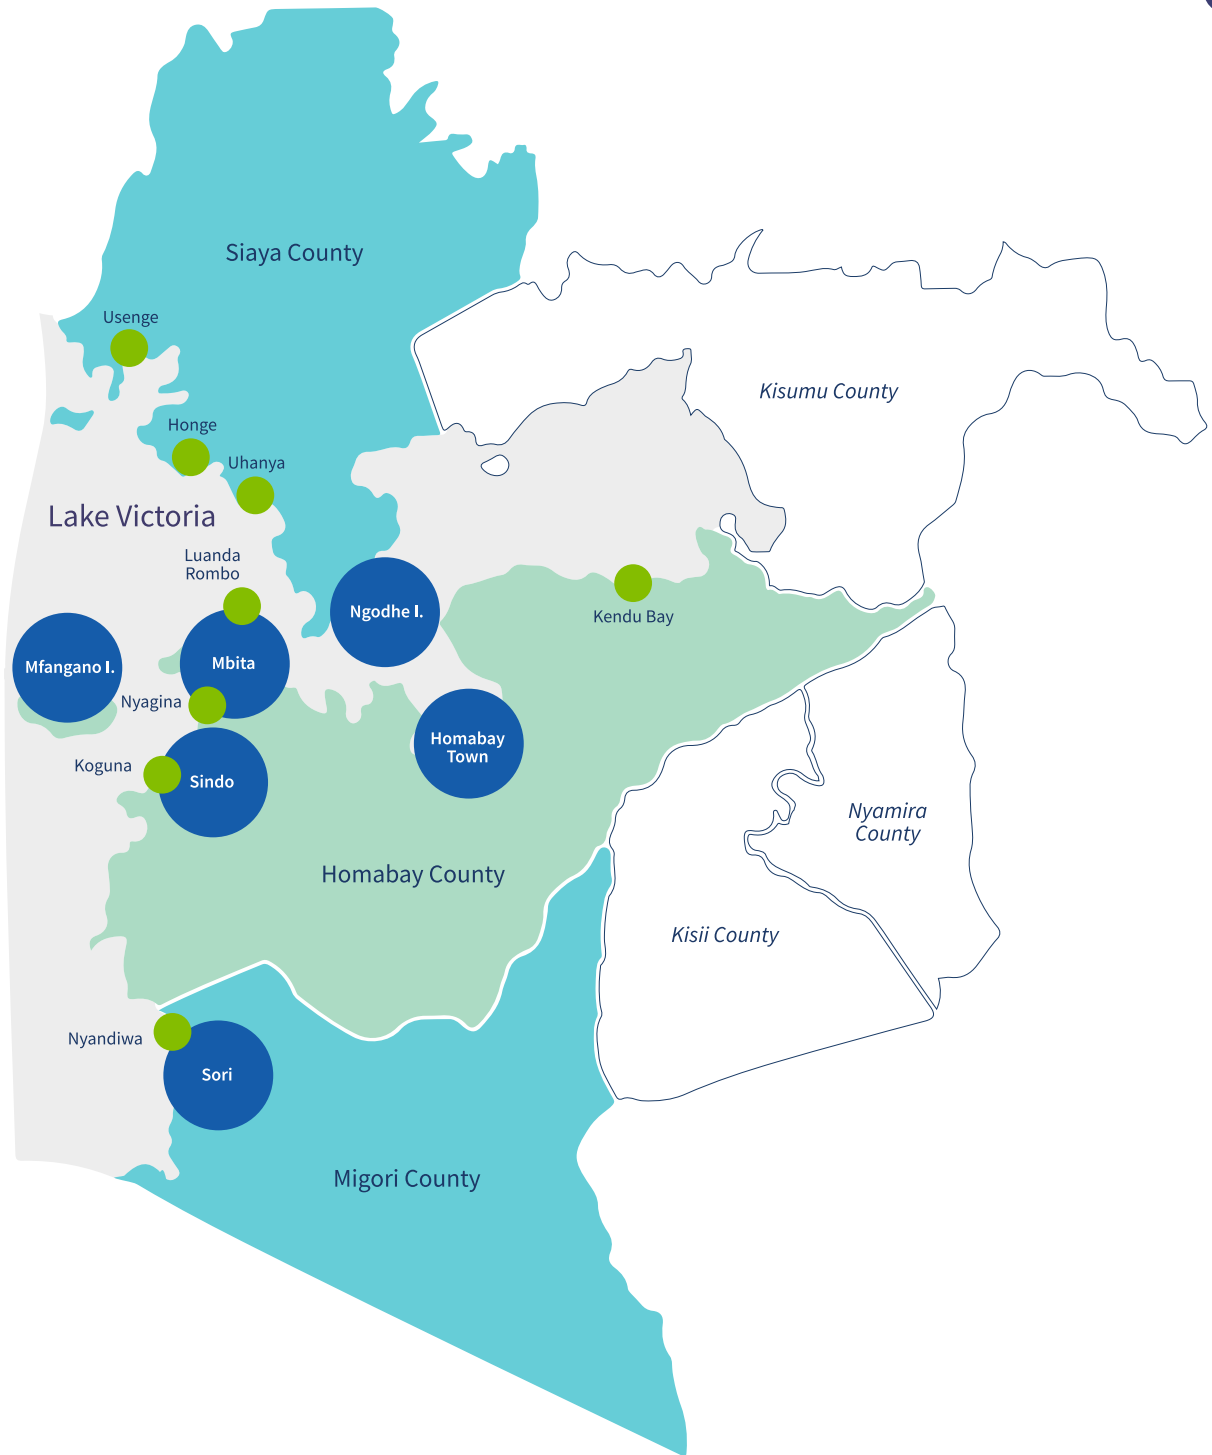 Siaya County
Usenge
Kisumu County
Honge
Uhanya
Lake Victoria
Luanda
Rombo
Ngodhe I.
Kendu Bay
Mfangano I.
Mbita
Nyagina
Homabay
Town
Koguna
Sindo
Nyamira
County
Homabay County
Kisii County
Nyandiwa
Sori
Migori County